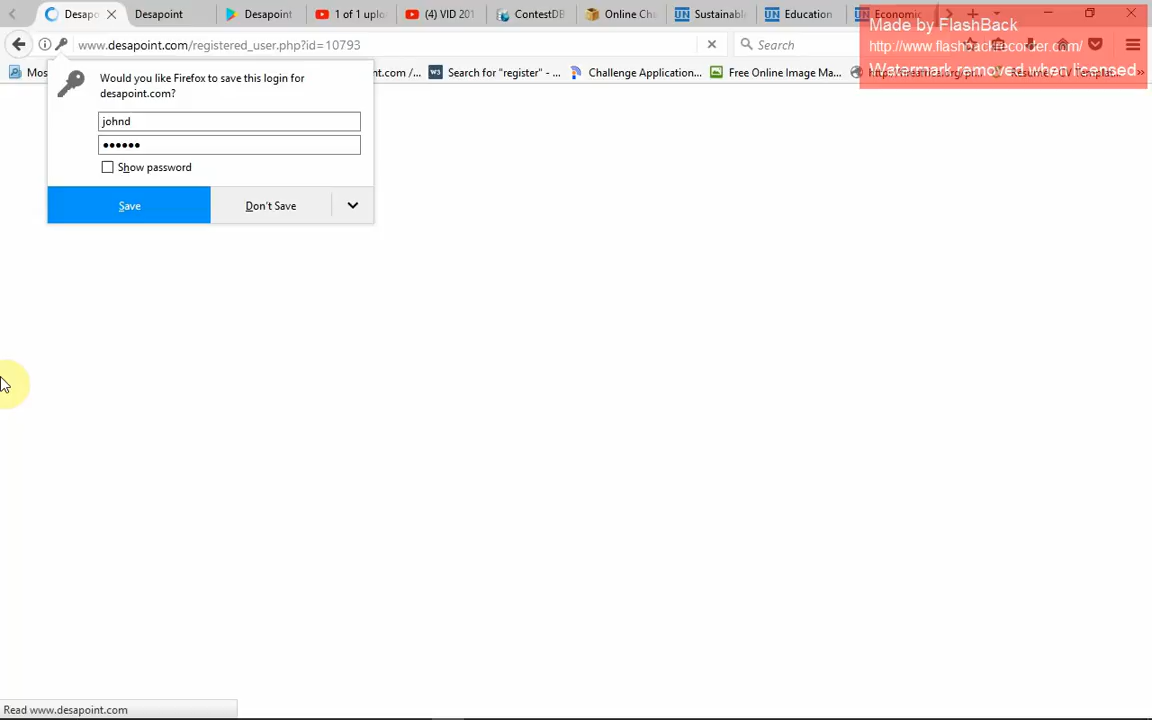 Desapo
Desapoint
Desapoint
1 of 1 uplo
(4) VID 201
ContestDB
Online Ch
Sustainabl
Education
Economic
Made by FlashBack
www.desapoint.com/registered_user.php?id=10793
Search
http://www.flashbackrecorder.com/
Mos
nt.com /...
Search for "register" - ...
Challenge Application...
Free Online Image Ma...
Watermark removed when licensed
Would you like Firefox to save this login for
desapoint.com?
johnd
••••••
Show password
Save
Don't Save
Read www.desapoint.com